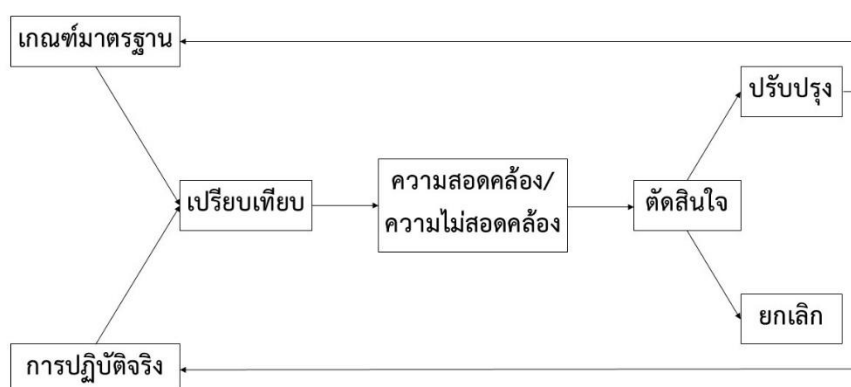 เกณฑ์มาตรฐาน
ปรับปรุง
เปรียบเทียบ
ความสอดคล้อง/
ความไม่สอดคล้อง
ตัดสินใจ
ยกเลิก
การปฏิบัติจริง